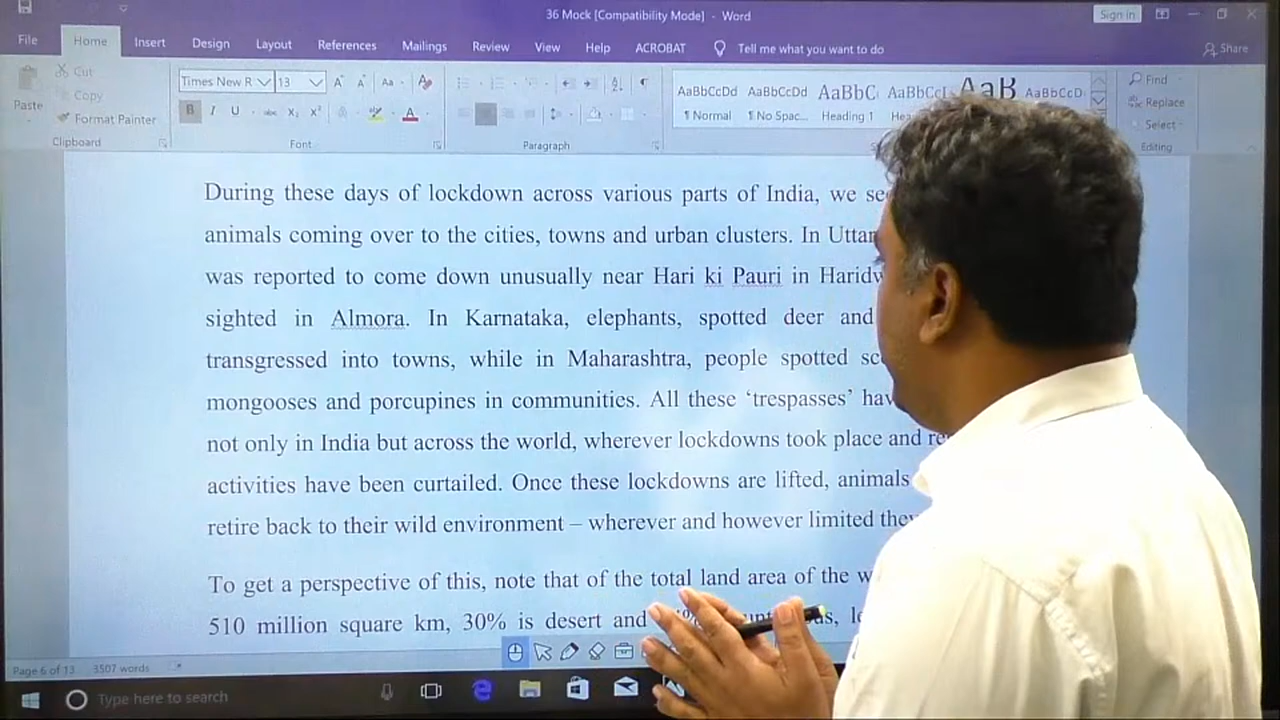 36 Mock [Compatibility Mode] - Word
Sign in
File Home Insert Design Layout References Mailings Review View Help ACROBAT Tell me what you want to do Share
Cut
Copy
Paste
Format Painter
Clipboard
Times New R 13
Font
Paragraph
AaBbCcDd AaBbCcDd AaBbC AaBbCcL AaB AaBbCcD
¶ Normal ¶ No Spac... Heading 1
Find
Replace
Select
Editing
During these days of lockdown across various parts of India, we
animals coming over to the cities, towns and urban clusters. In
was reported to come down unusually near Hari ki Pauri in
sighted in Almora. In Karnataka, elephants, spotted deer and
transgressed into towns, while in Maharashtra, people spotted
mongooses and porcupines in communities. All these ‘trespasses’
not only in India but across the world, wherever lockdowns took place and
activities have been curtailed. Once these lockdowns are lifted, animals
retire back to their wild environment – wherever and however limited
To get a perspective of this, note that of the total land area of the
510 million square km, 30% is desert and
Page 6 of 13 3507 words
Type here to search